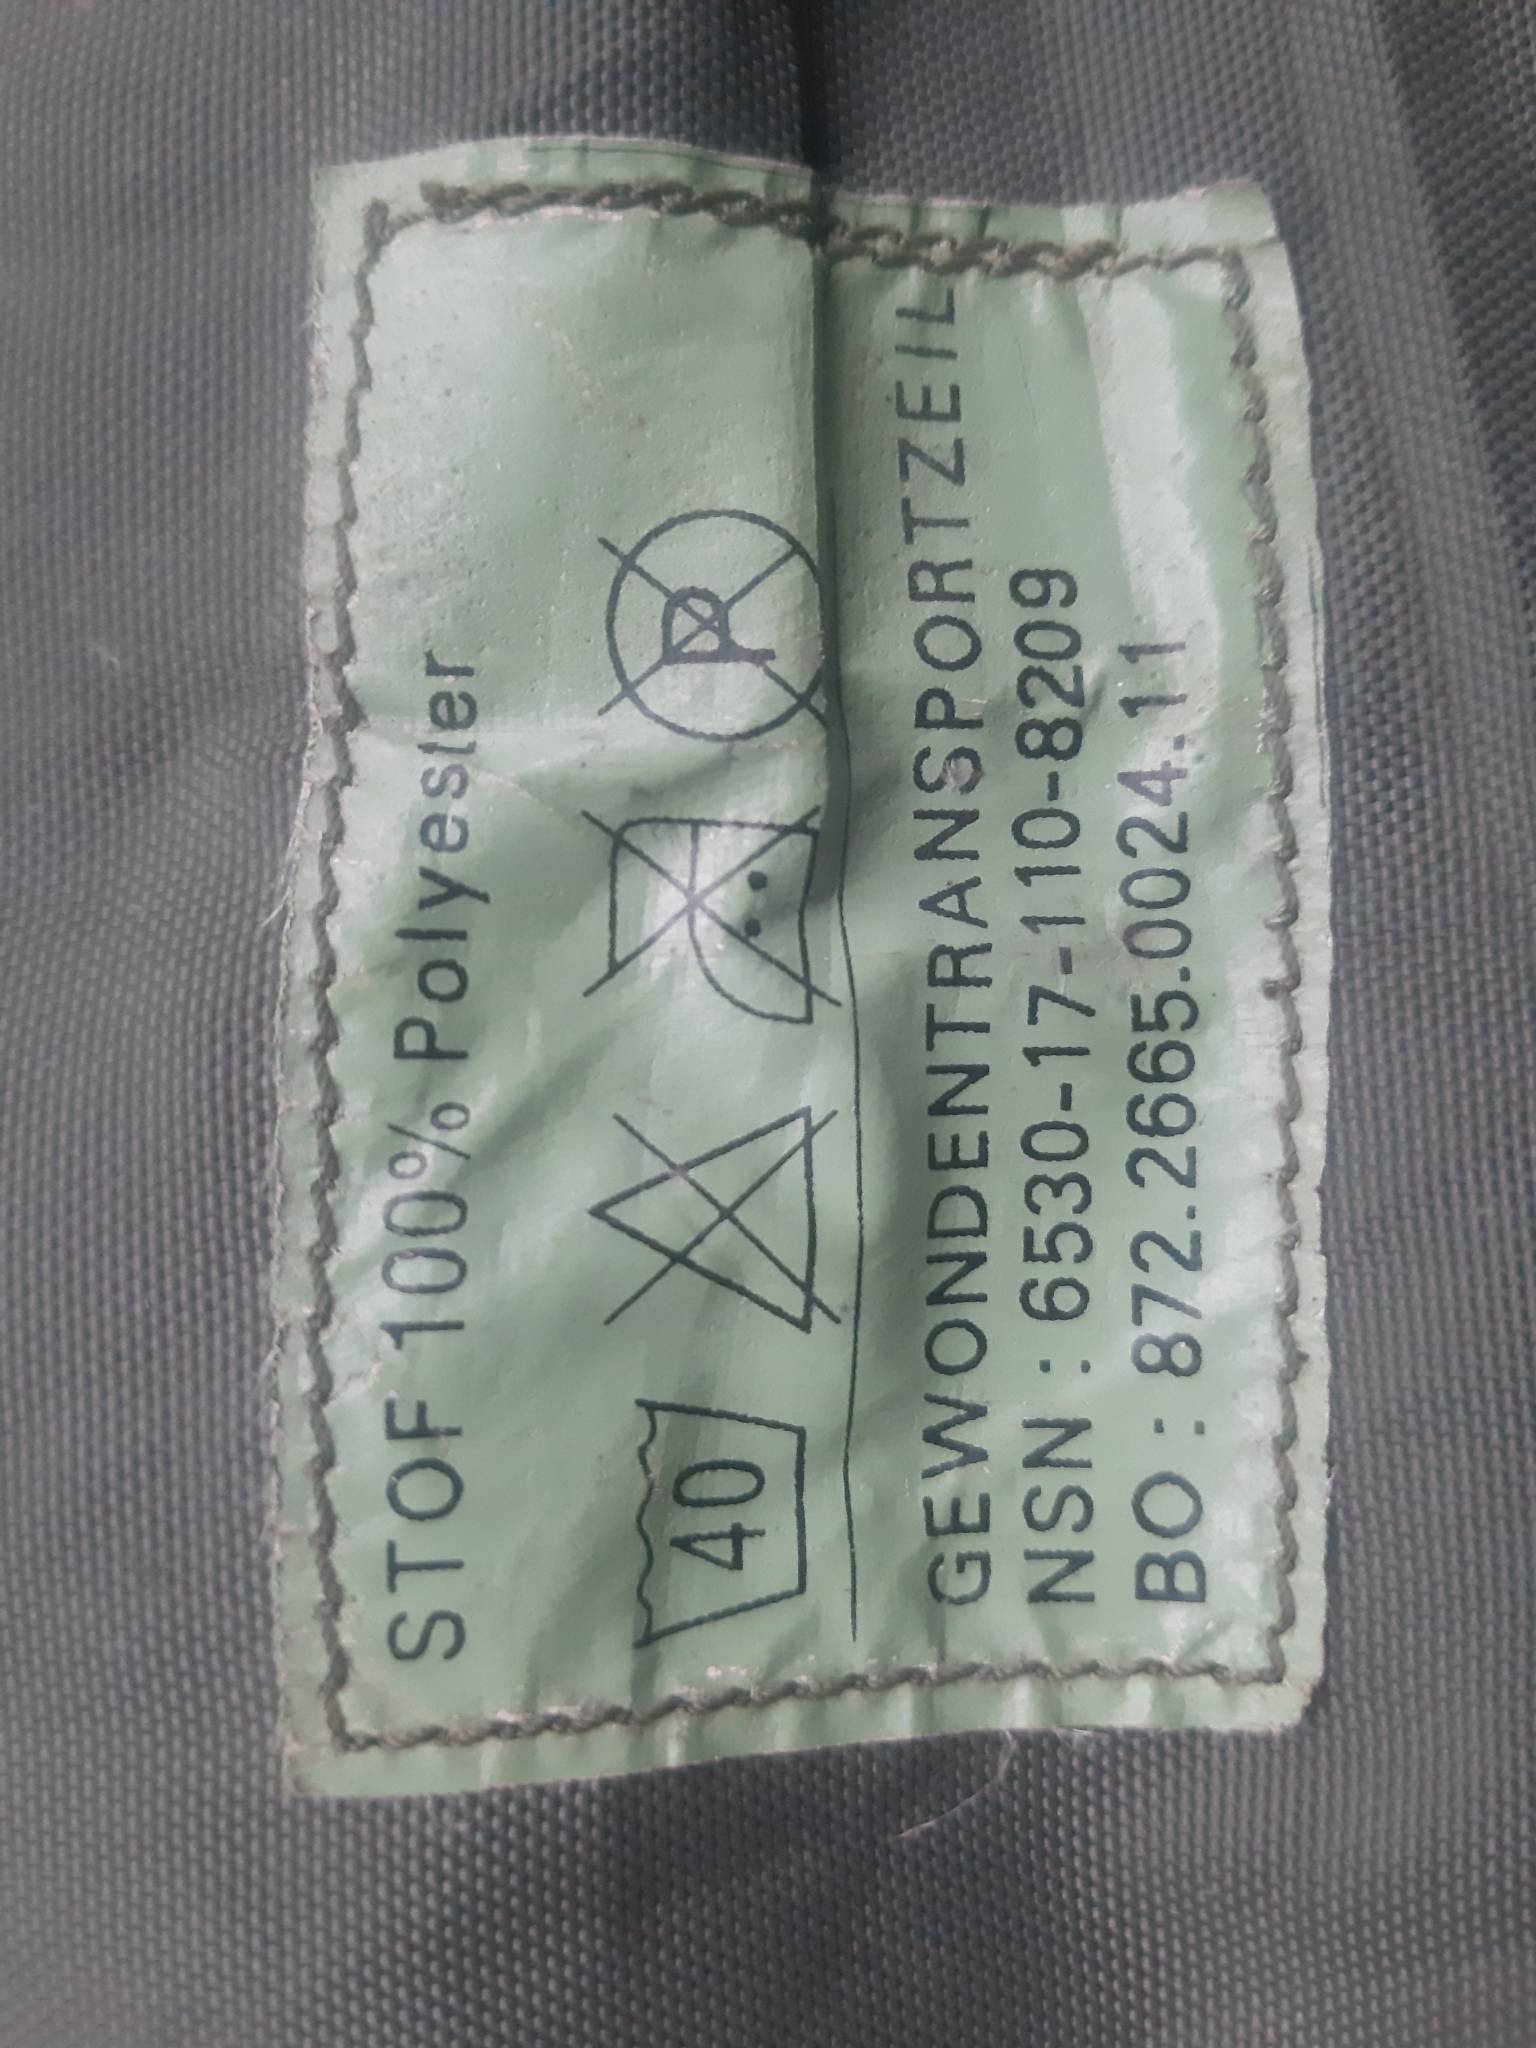 STOF 100% Polyester
40 P
GEWONDENTRANSPORTZEIL
NSN : 6530-17-110-8209
BO : 872.2665.0024.11